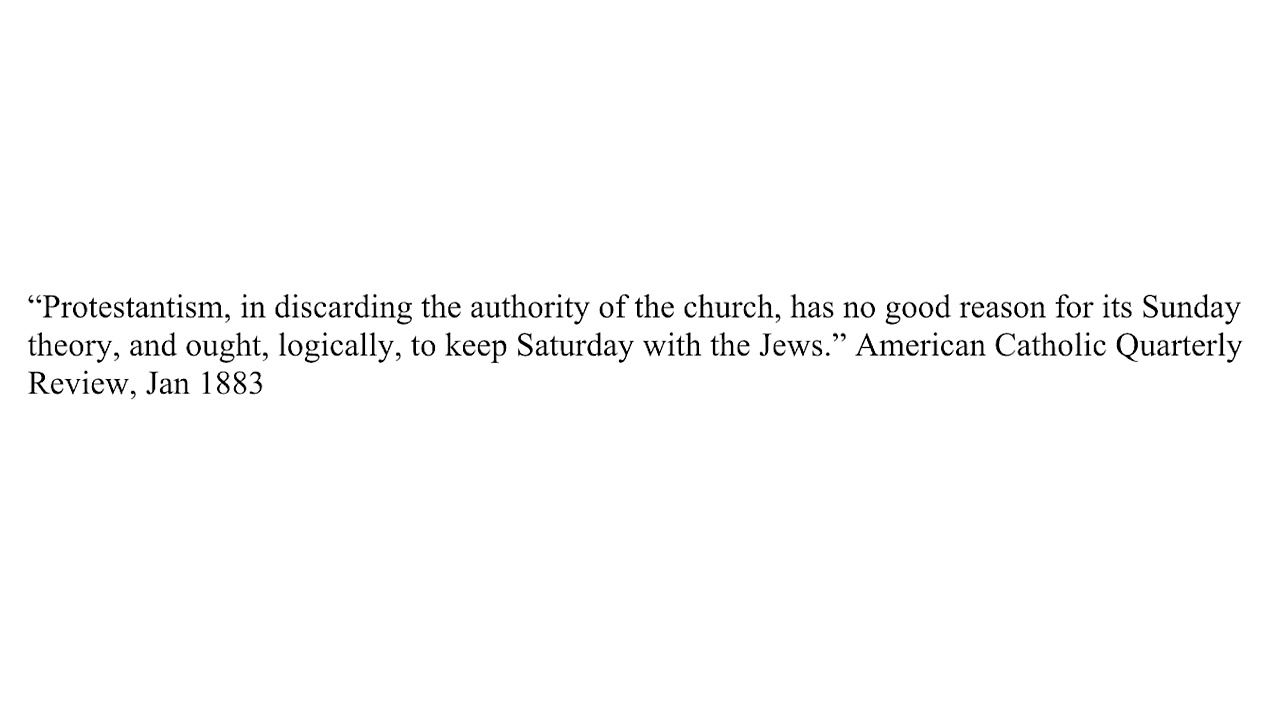 “Protestantism, in discarding the authority of the church, has no good reason for its Sunday
theory, and ought, logically, to keep Saturday with the Jews.” American Catholic Quarterly
Review, Jan 1883